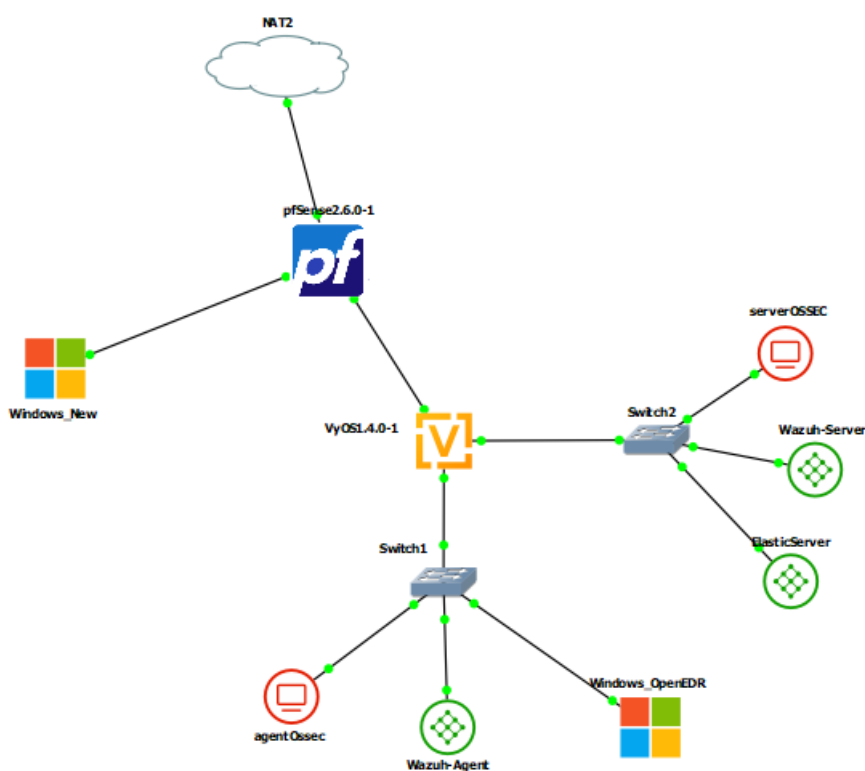 NAT2
pfSense2.6.0-1
pf
serverOSSEC
Windows_New
Switch2
VyOS1.4.0-1
V
Wazuh-Server
ElasticServer
Switch1
Windows_OpenEDR
agentOssec
Wazuh-Agent